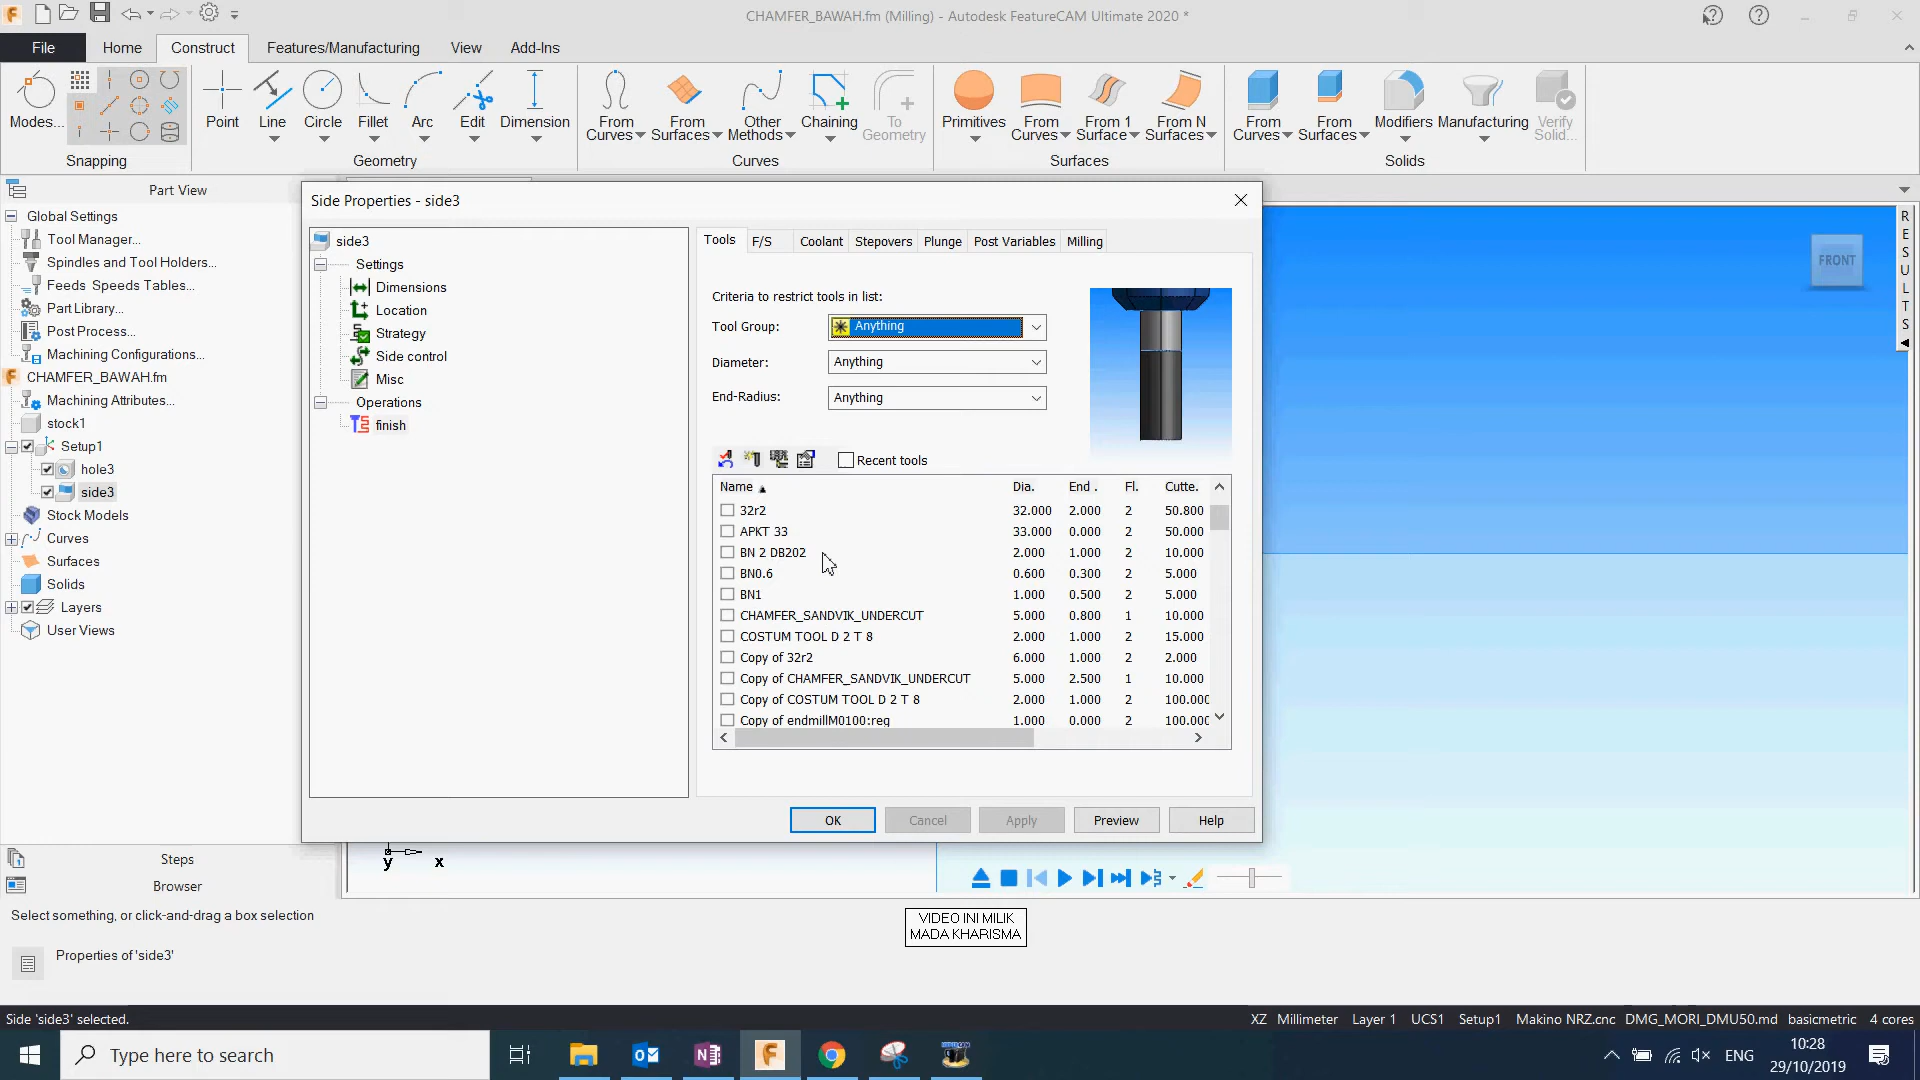 CHAMFER_BAWAH.fm (Milling) - Autodesk FeatureCAM Ultimate 2020 *
File Home Construct Features/Manufacturing View Add-Ins
Modes...
Snapping
Point Line Circle Fillet Arc Edit Dimension
Geometry
From Curves From Surfaces Other Methods Chaining To Geometry
Curves
Primitives From Curves From 1 Surface From N Surfaces
Surfaces
From Curves From Surfaces Modifiers Manufacturing Verify Solid...
Solids
Part View
Global Settings
Tool Manager...
Spindles and Tool Holders...
Feeds Speeds Tables...
Part Library...
Post Process...
Machining Configurations...
CHAMFER_BAWAH.fm
Machining Attributes...
stock1
Setup1
hole3
side3
Stock Models
Curves
Surfaces
Solids
Layers
User Views
Steps
Browser
Side Properties - side3
side3
Settings
Dimensions
Location
Strategy
Side control
Misc
Operations
finish
Tools F/S Coolant Stepovers Plunge Post Variables Milling
Criteria to restrict tools in list:
Tool Group: Anything
Diameter: Anything
End-Radius: Anything
Recent tools
Name Dia. End . Fl. Cutte.
32r2 32.000 2.000 2 50.800
APKT 33 33.000 0.000 2 50.000
BN 2 DB202 2.000 1.000 2 10.000
BN0.6 0.600 0.300 2 5.000
BN1 1.000 0.500 2 5.000
CHAMFER_SANDVIK_UNDERCUT 5.000 0.800 1 10.000
COSTUM TOOL D 2 T 8 2.000 1.000 2 15.000
Copy of 32r2 6.000 1.000 2 2.000
Copy of CHAMFER_SANDVIK_UNDERCUT 5.000 2.500 1 10.000
Copy of COSTUM TOOL D 2 T 8 2.000 1.000 2 100.000
Copy of endmillM0100:reg 1.000 0.000 2 100.000
OK Cancel Apply Preview Help
FRONT
RESULTS
y x
VIDEO INI MILIK
MADA KHARISMA
Select something, or click-and-drag a box selection
Properties of 'side3'
Side 'side3' selected.
XZ Millimeter Layer 1 UCS1 Setup1 Makino NRZ.cnc DMG_MORI_DMU50.md basicmetric 4 cores
Type here to search
ENG
10:28
29/10/2019